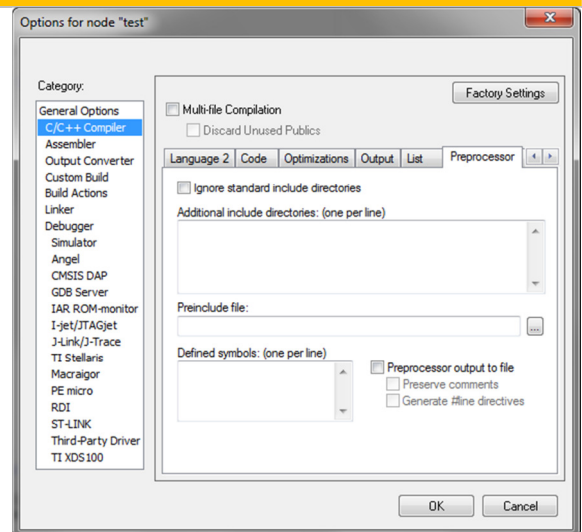 Options for node "test"
Category:
Factory Settings
General Options
C/C++ Compiler
Assembler
Output Converter
Custom Build
Build Actions
Linker
Debugger
Simulator
Angel
CMSIS DAP
GDB Server
IAR ROM-monitor
I-jet/JTAGjet
J-Link/J-Trace
TI Stellaris
Macraigor
PE micro
RDI
ST-LINK
Third-Party Driver
TI XDS100
Multi-file Compilation
Discard Unused Publics
Language 2 Code Optimizations Output List Preprocessor
Ignore standard include directories
Additional include directories: (one per line)
Preinclude file:
...
Defined symbols: (one per line)
Preprocessor output to file
Preserve comments
Generate #line directives
OK Cancel